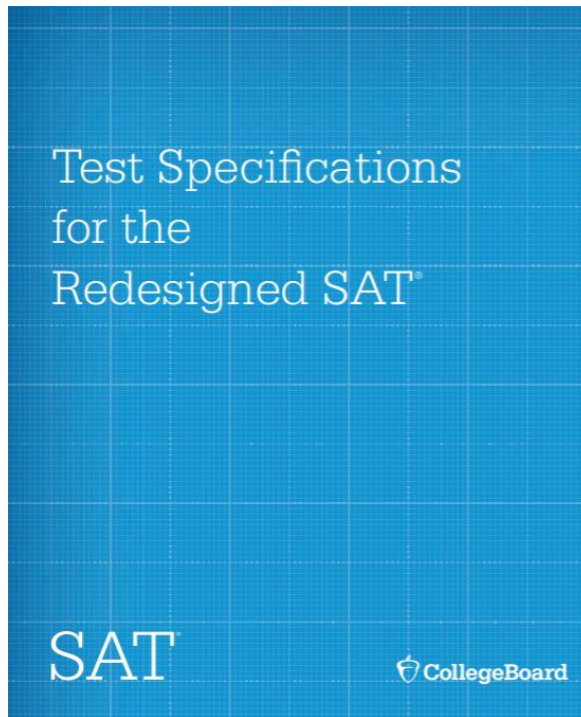 Test Specifications
for the
Redesigned SAT®
SAT®
CollegeBoard